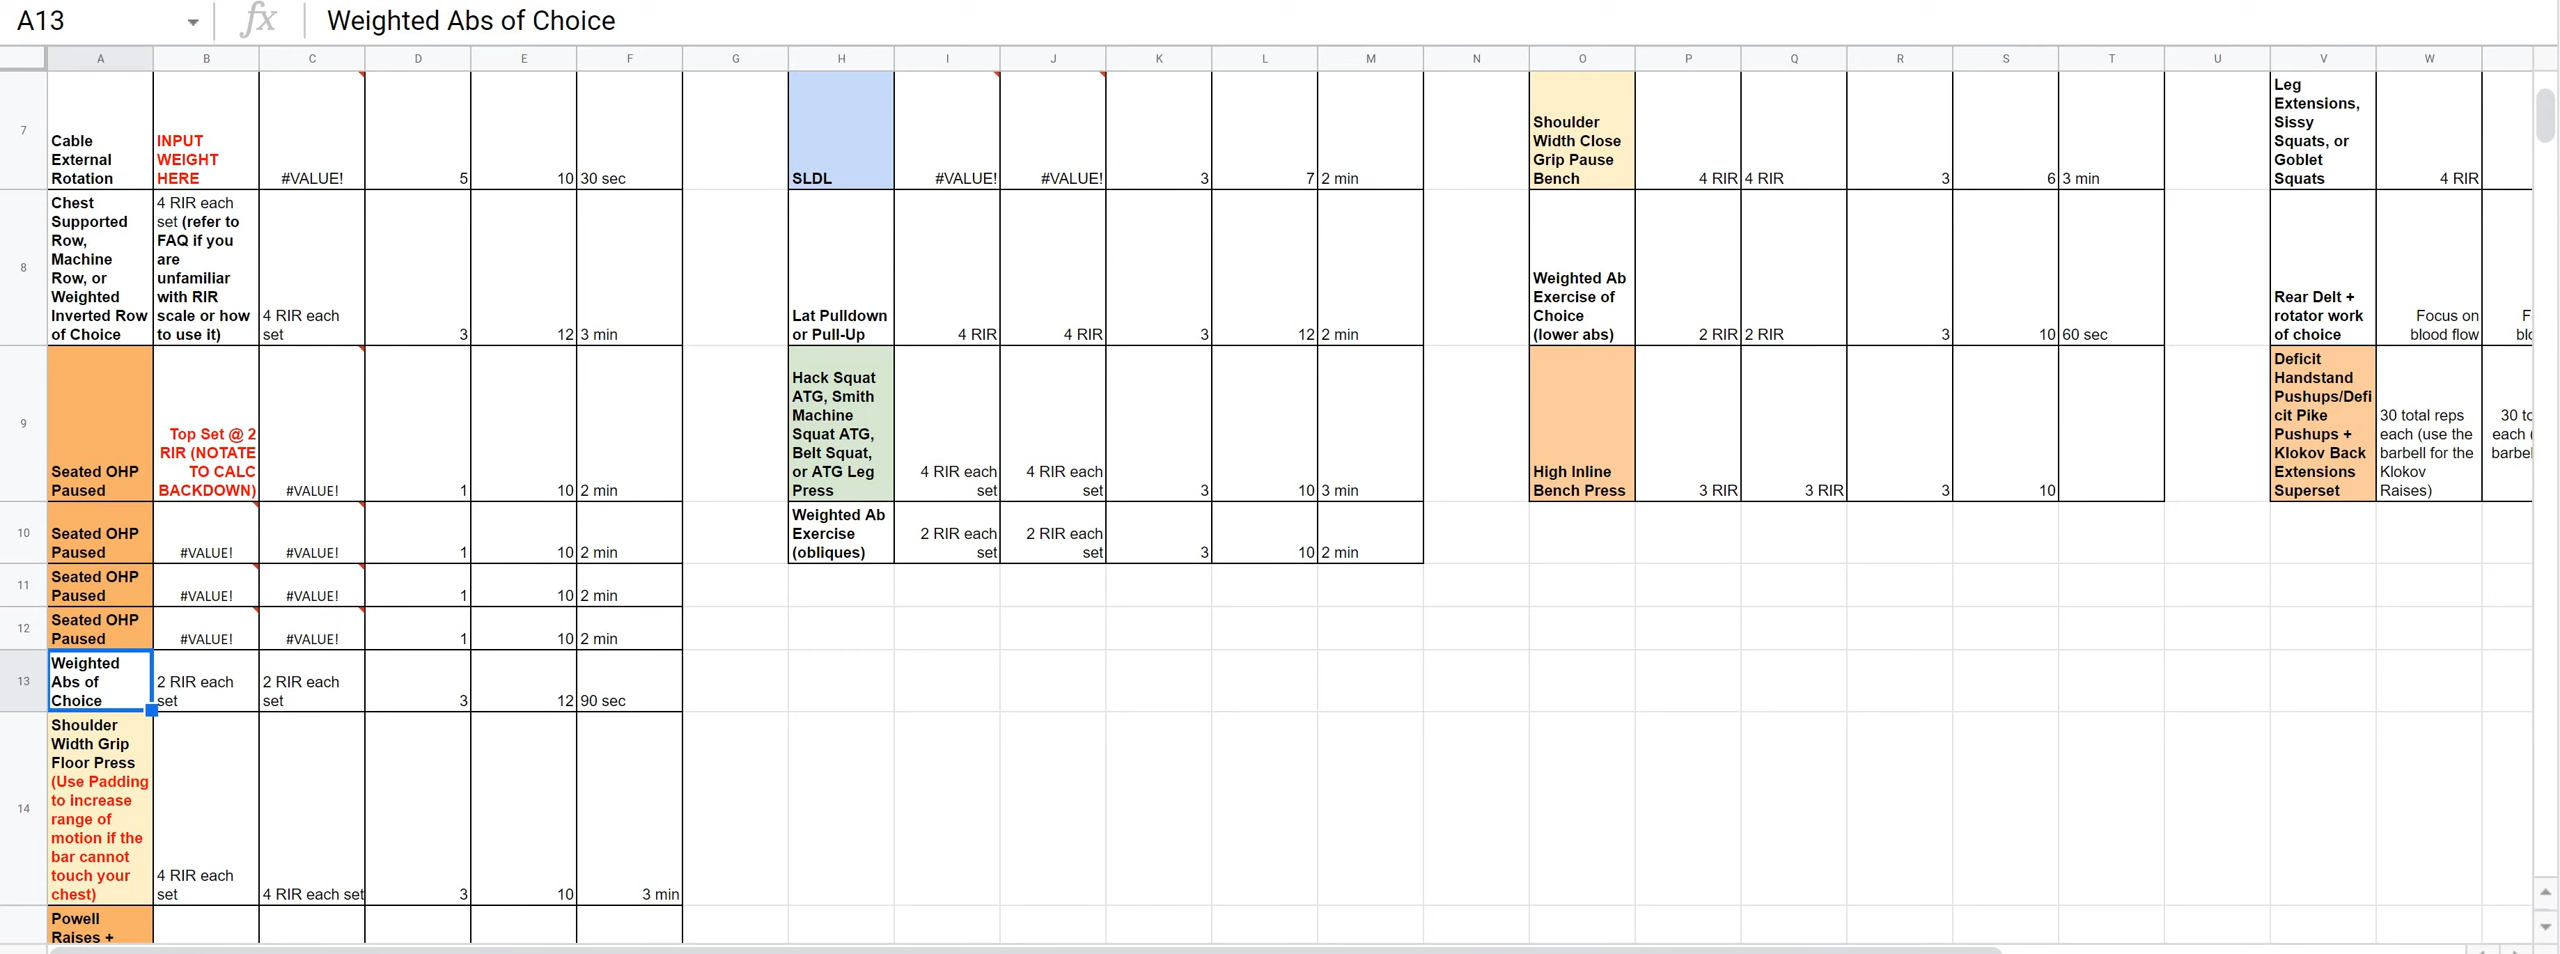 A13
fx
Weighted Abs of Choice
A B C D E F G H I J K L M N O P Q R S T U V W
7
Cable
External
Rotation
INPUT
WEIGHT
HERE
#VALUE!
5
10
30 sec
SLDL
#VALUE!
#VALUE!
3
7
2 min
Shoulder
Width Close
Grip Pause
Bench
4 RIR
4 RIR
3
6
3 min
Leg
Extensions,
Sissy
Squats, or
Goblet
Squats
4 RIR
8
Chest
Supported
Row,
Machine
Row, or
Weighted
Inverted Row
of Choice
4 RIR each
set (refer to
FAQ if you
are
unfamiliar
with RIR
scale or how
to use it)
4 RIR each
set
3
12
3 min
Lat Pulldown
or Pull-Up
4 RIR
4 RIR
3
12
2 min
Weighted Ab
Exercise of
Choice
(lower abs)
2 RIR
2 RIR
3
10
60 sec
Rear Delt +
rotator work
of choice
Focus on
blood flow
F
blo
9
Seated OHP
Paused
Top Set @ 2
RIR (NOTATE
TO CALC
BACKDOWN)
#VALUE!
1
10
2 min
Hack Squat
ATG, Smith
Machine
Squat ATG,
Belt Squat,
or ATG Leg
Press
4 RIR each
set
4 RIR each
set
3
10
3 min
High Inline
Bench Press
3 RIR
3 RIR
3
10
Deficit
Handstand
Pushups/Defi
cit Pike
Pushups +
Klokov Back
Extensions
Superset
30 total reps
each (use the
barbell for the
Klokov
Raises)
30 to
each (
barbel
10
Seated OHP
Paused
#VALUE!
#VALUE!
1
10
2 min
Weighted Ab
Exercise
(obliques)
2 RIR each
set
2 RIR each
set
3
10
2 min
11
Seated OHP
Paused
#VALUE!
#VALUE!
1
10
2 min
12
Seated OHP
Paused
#VALUE!
#VALUE!
1
10
2 min
13
Weighted
Abs of
Choice
2 RIR each
set
2 RIR each
set
3
12
90 sec
14
Shoulder
Width Grip
Floor Press
(Use Padding
to increase
range of
motion if the
bar cannot
touch your
chest)
4 RIR each
set
4 RIR each set
3
10
3 min
Powell
Raises +